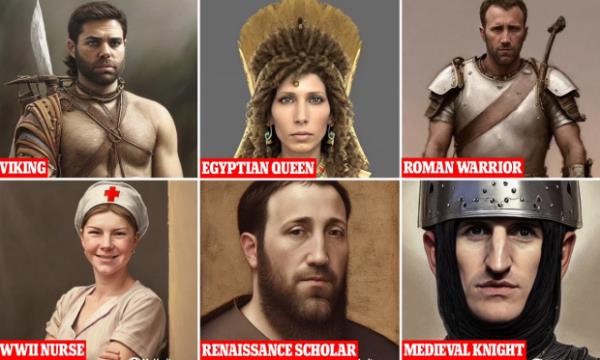 VIKING
EGYPTIAN QUEEN
ROMAN WARRIOR
WWII NURSE
RENAISSANCE SCHOLAR
MEDIEVAL KNIGHT